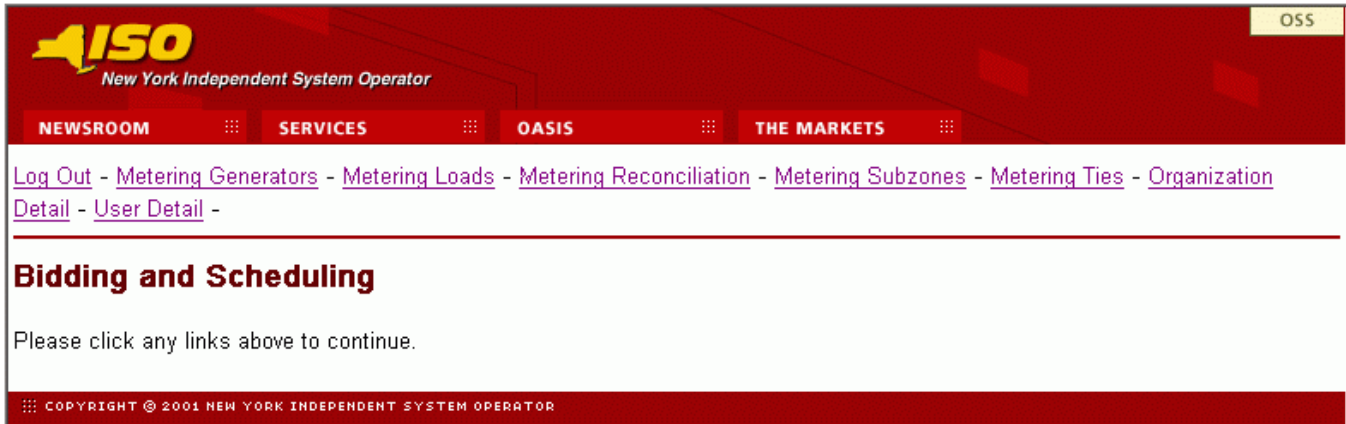 OSS
ISO
New York Independent System Operator
NEWSROOM SERVICES OASIS THE MARKETS
Log Out - Metering Generators - Metering Loads - Metering Reconciliation - Metering Subzones - Metering Ties - Organization
Detail - User Detail -
Bidding and Scheduling
Please click any links above to continue.
COPYRIGHT © 2001 NEW YORK INDEPENDENT SYSTEM OPERATOR